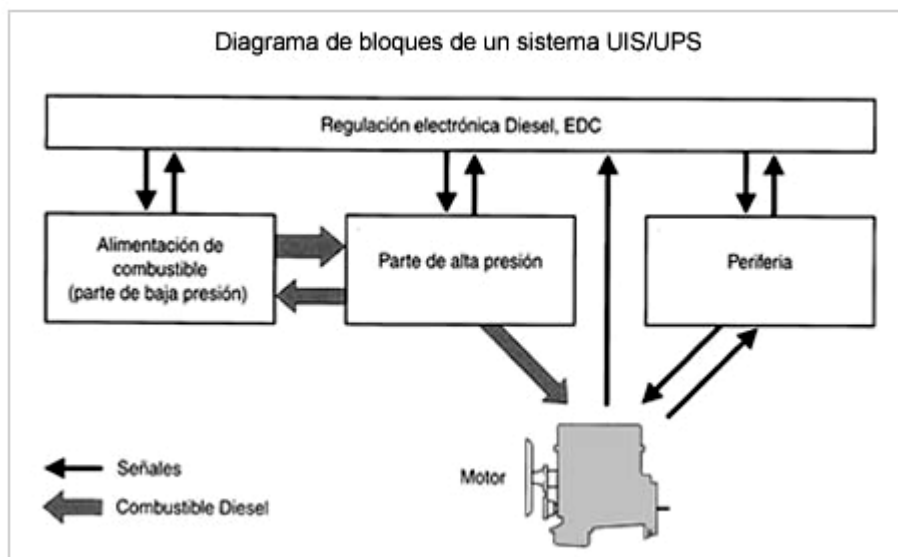 Diagrama de bloques de un sistema UIS/UPS
Regulación electrónica Diesel, EDC
Alimentación de
combustible
(parte de baja presión)
Parte de alta presión
Periferia
Motor
Señales
Combustible Diesel